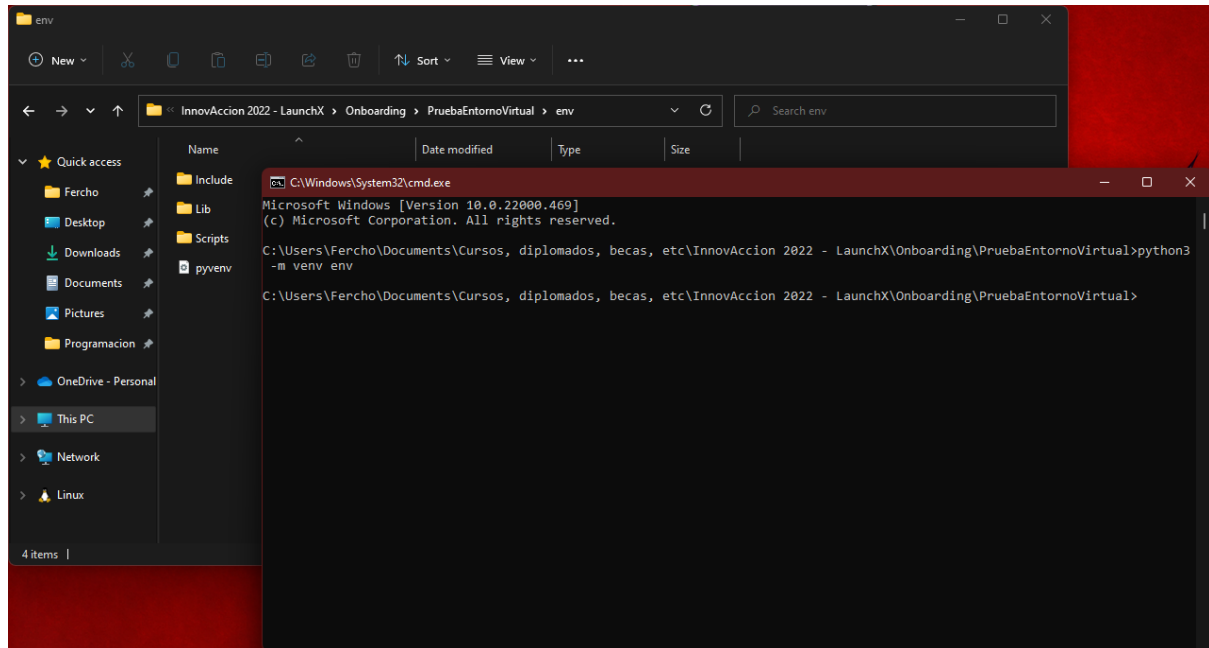 env
New
Sort
View
InnovAccion 2022 - LaunchX > Onboarding > PruebaEntornoVirtual > env
Search env
Quick access
Fercho
Desktop
Downloads
Documents
Pictures
Programacion
OneDrive - Personal
This PC
Network
Linux
Name
Date modified
Type
Size
Include
Lib
Scripts
pyvenv
4 items
C:\Windows\System32\cmd.exe
Microsoft Windows [Version 10.0.22000.469]
(c) Microsoft Corporation. All rights reserved.
C:\Users\Fercho\Documents\Cursos, diplomados, becas, etc\InnovAccion 2022 - LaunchX\Onboarding\PruebaEntornoVirtual>python3
-m venv env
C:\Users\Fercho\Documents\Cursos, diplomados, becas, etc\InnovAccion 2022 - LaunchX\Onboarding\PruebaEntornoVirtual>